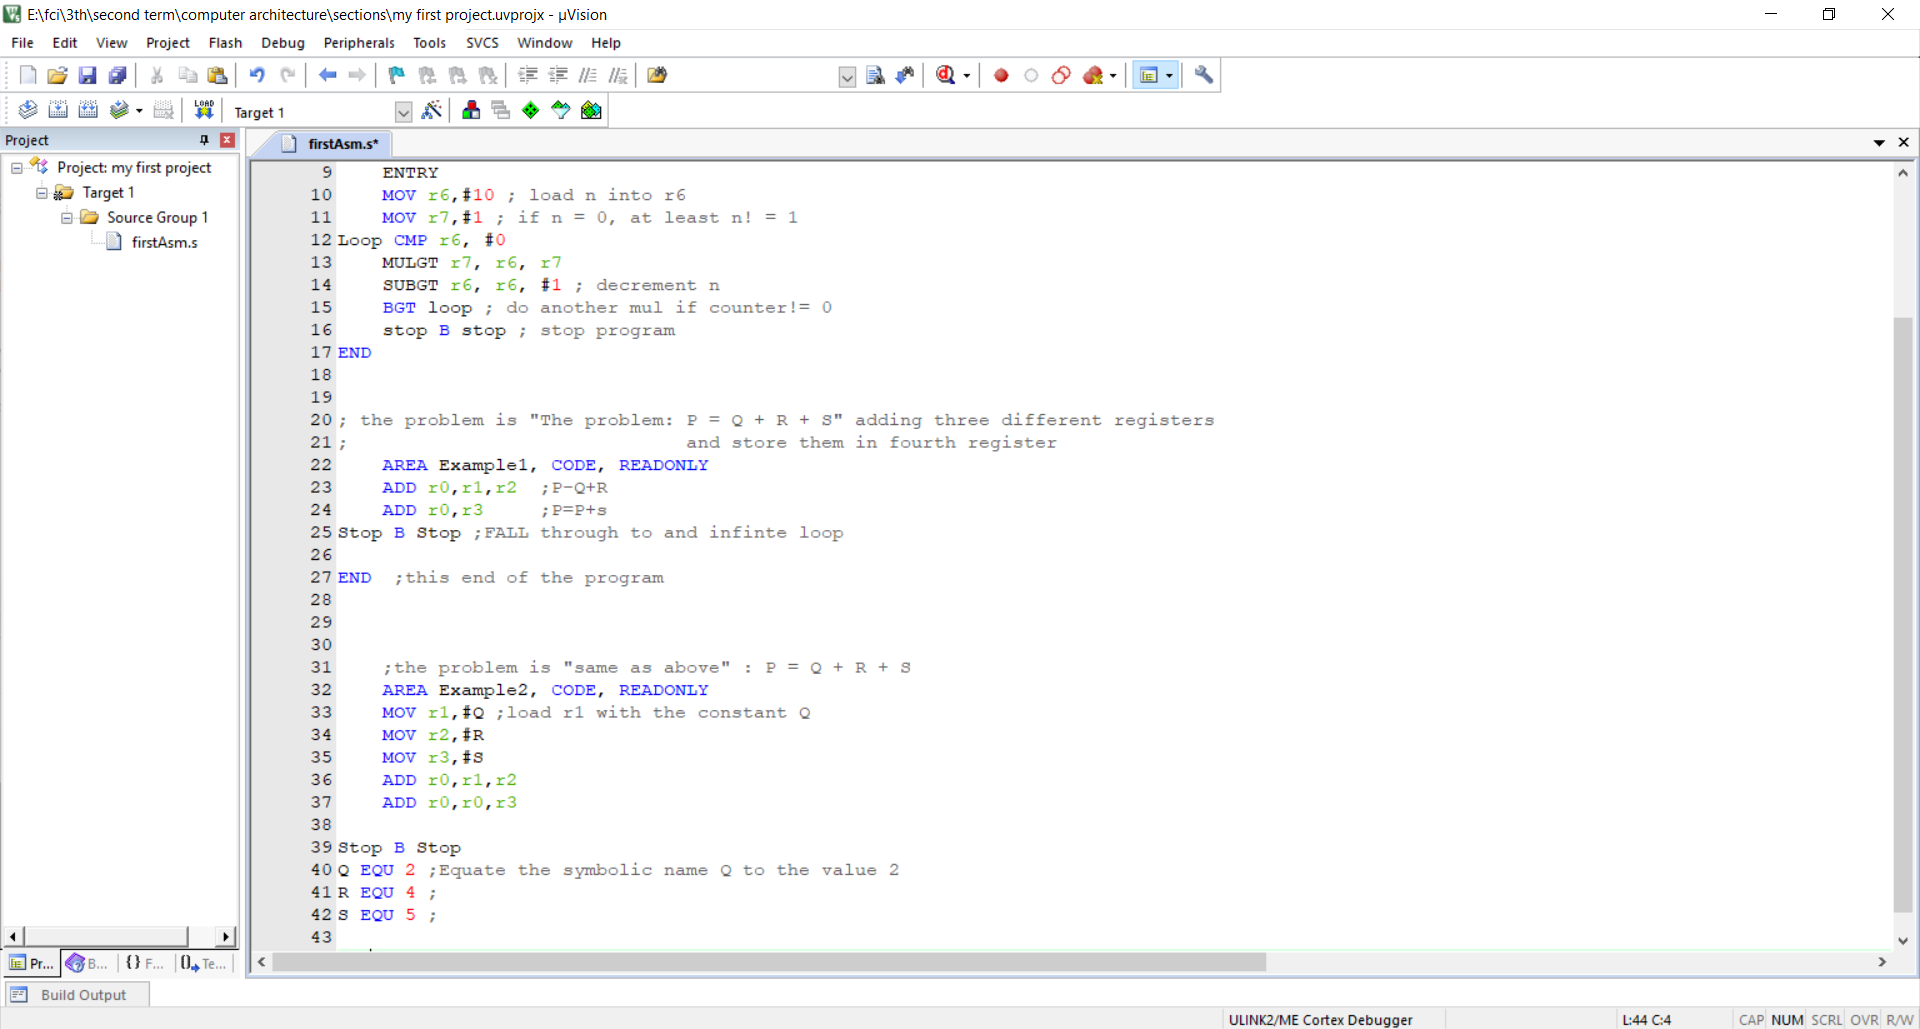 E:\fci\3th\second term\computer architecture\sections\my first project.uvprojx - µVision
File Edit View Project Flash Debug Peripherals Tools SVCS Window Help
LOAD Target 1
Project
firstAsm.s*
Project: my first project
Target 1
Source Group 1
firstAsm.s
9 ENTRY
10 MOV r6,#10 ; load n into r6
11 MOV r7,#1 ; if n = 0, at least n! = 1
12 Loop CMP r6, #0
13 MULGT r7, r6, r7
14 SUBGT r6, r6, #1 ; decrement n
15 BGT loop ; do another mul if counter!= 0
16 stop B stop ; stop program
17 END
18
19
20 ; the problem is "The problem: P = Q + R + S" adding three different registers
21 ; and store them in fourth register
22 AREA Example1, CODE, READONLY
23 ADD r0,r1,r2 ;P-Q+R
24 ADD r0,r3 ;P=P+s
25 Stop B Stop ;FALL through to and infinte loop
26
27 END ;this end of the program
28
29
30
31 ;the problem is "same as above" : P = Q + R + S
32 AREA Example2, CODE, READONLY
33 MOV r1,#Q ;load r1 with the constant Q
34 MOV r2,#R
35 MOV r3,#S
36 ADD r0,r1,r2
37 ADD r0,r0,r3
38
39 Stop B Stop
40 Q EQU 2 ;Equate the symbolic name Q to the value 2
41 R EQU 4 ;
42 S EQU 5 ;
43
Pr... B... {} F... Te...
Build Output
ULINK2/ME Cortex Debugger L:44 C:4 CAP NUM SCRL OVR R/W